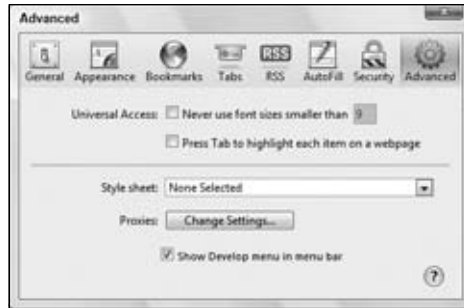 Advanced
General Appearance Bookmarks Tabs RSS AutoFill Security Advanced
Universal Access: Never use font sizes smaller than 9
Press Tab to highlight each item on a webpage
Style sheet: None Selected
Proxies: Change Settings...
Show Develop menu in menu bar
?